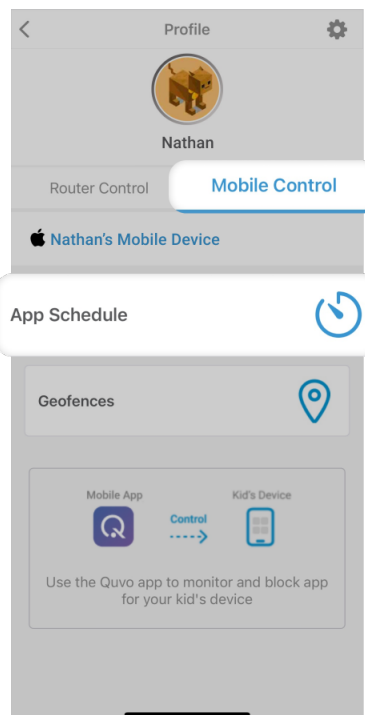 Profile
Nathan
Router Control
Mobile Control
Nathan's Mobile Device
App Schedule
Geofences
Mobile App
Kid's Device
Control
Use the Quvo app to monitor and block app
for your kid's device